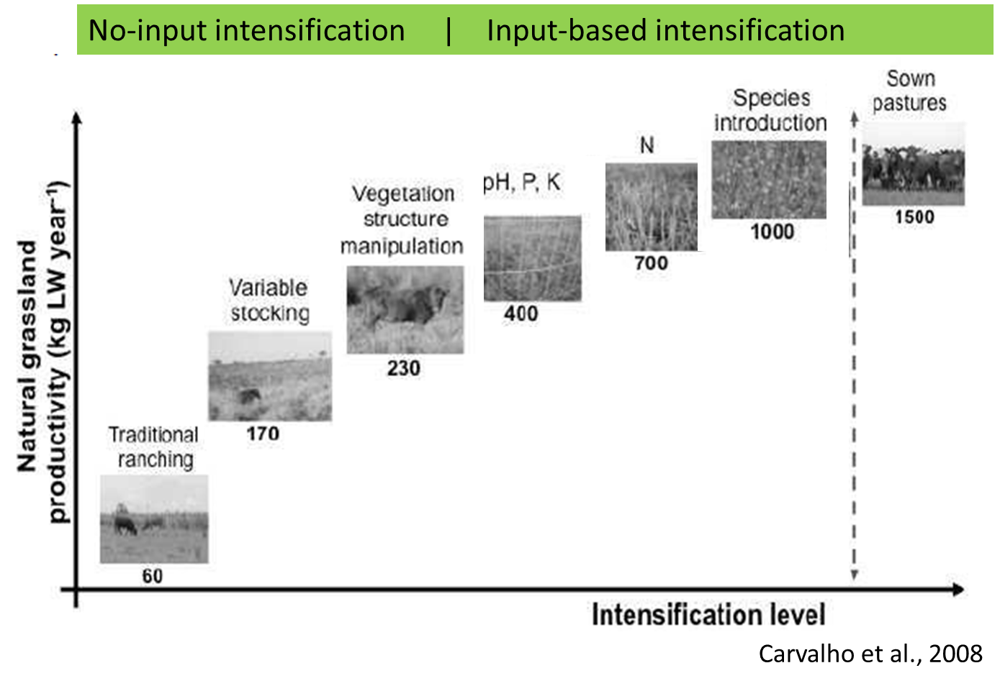 No-input intensification | Input-based intensification
Sown
pastures
1500
Species
introduction
1000
N
700
pH, P, K
400
Vegetation
structure
manipulation
230
Variable
stocking
170
Traditional
ranching
60
Natural grassland
productivity (kg LW year⁻¹)
Intensification level
Carvalho et al., 2008